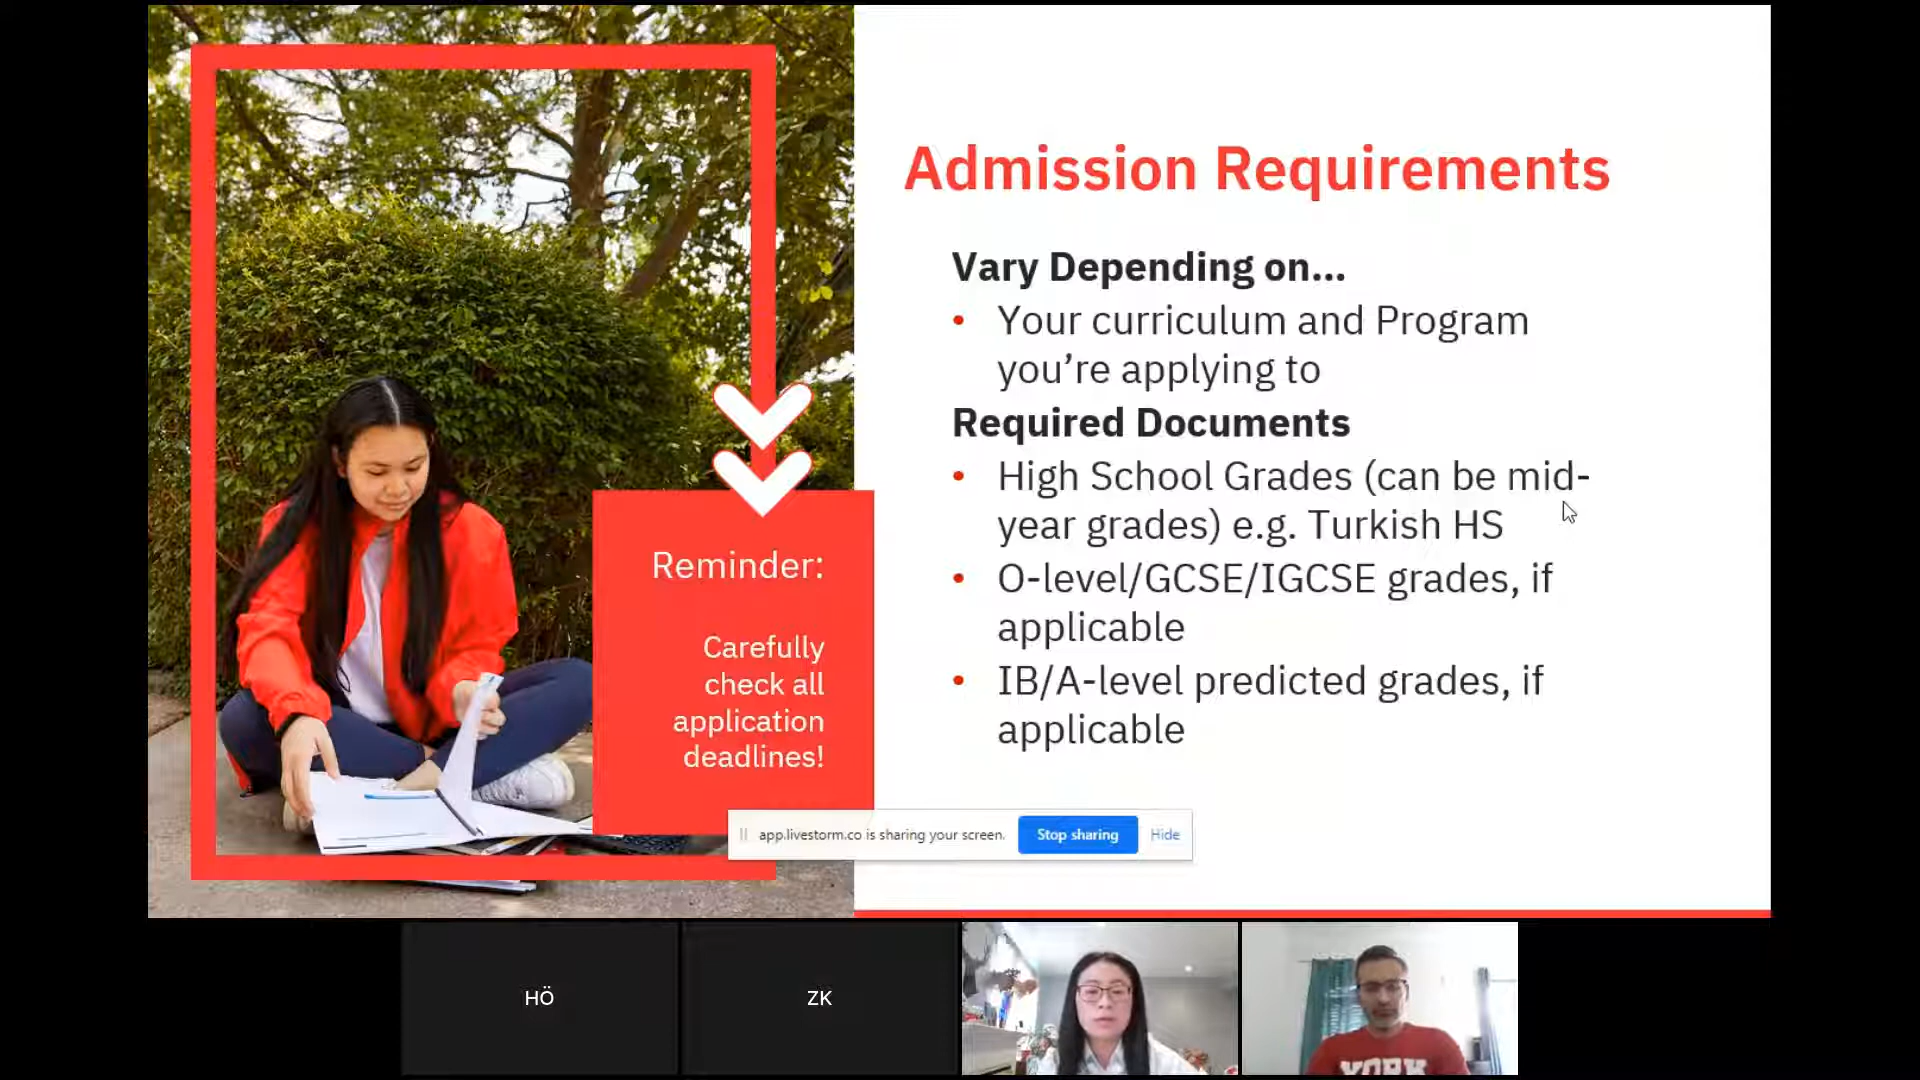 Admission Requirements
Vary Depending on...
• Your curriculum and Program
you’re applying to
Required Documents
• High School Grades (can be mid-
year grades) e.g. Turkish HS
• O-level/GCSE/IGCSE grades, if
applicable
• IB/A-level predicted grades, if
applicable
Reminder:
Carefully
check all
application
deadlines!
app.livestorm.co is sharing your screen.
Stop sharing
Hide
HÖ
ZK
YORK